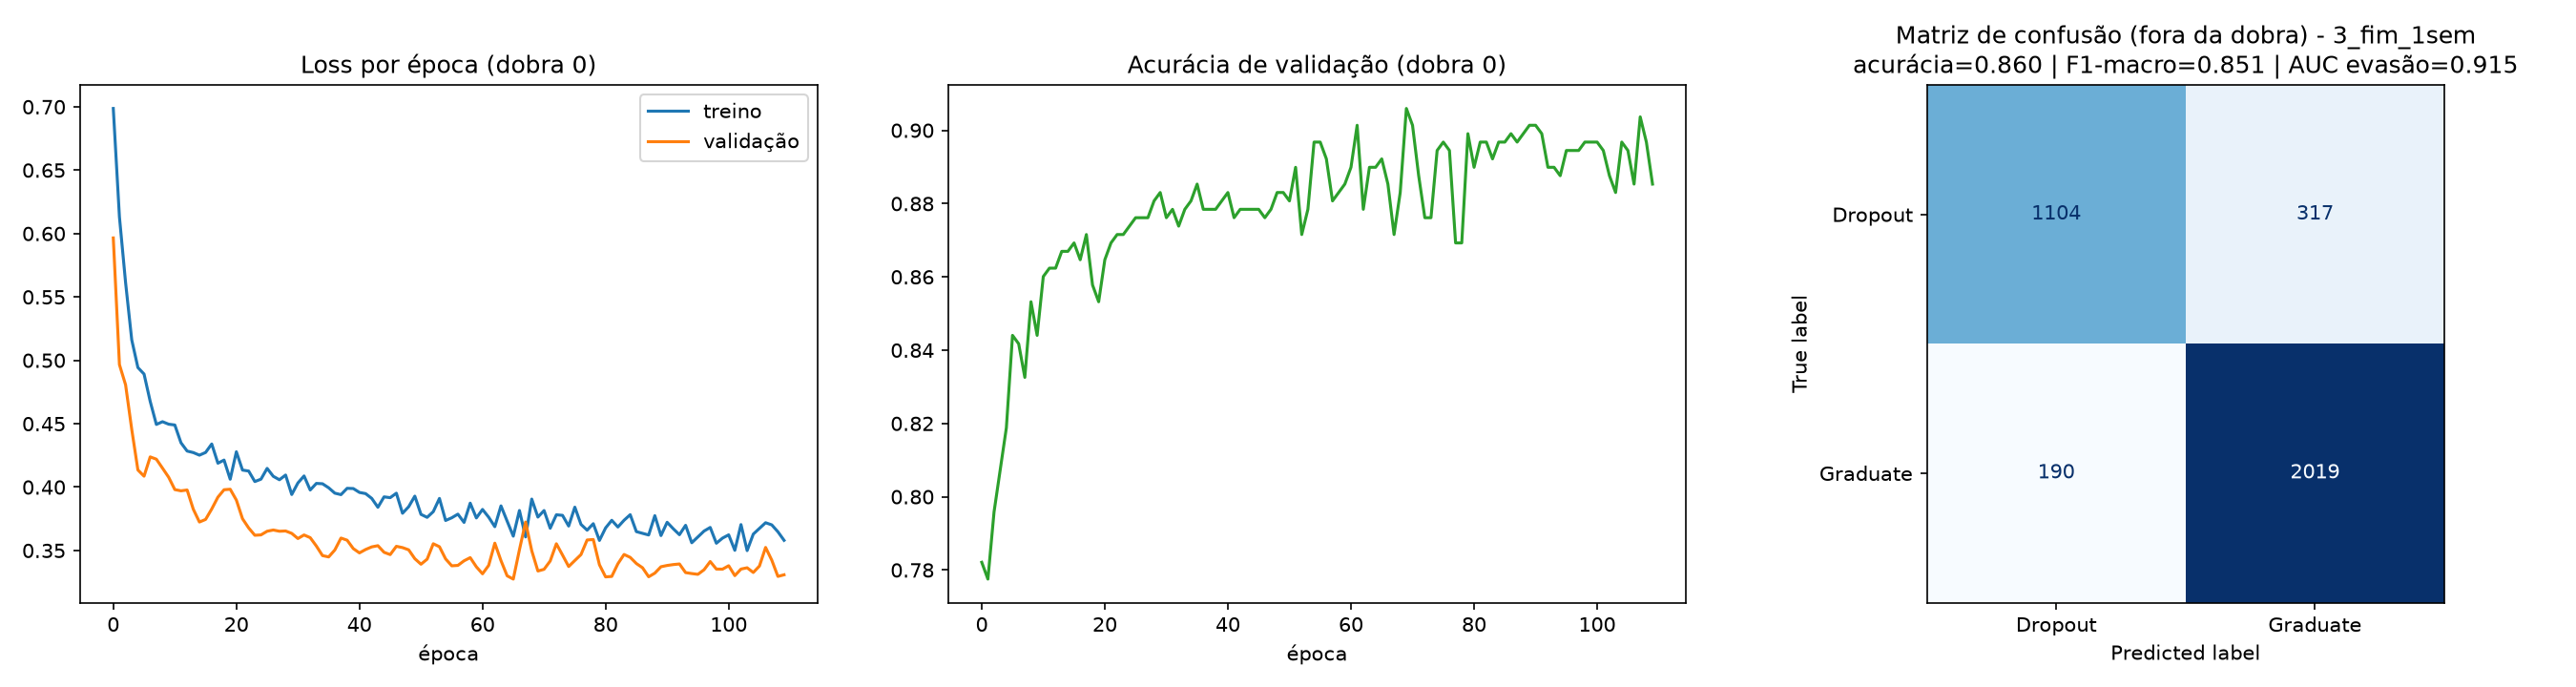 Loss por época (dobra 0)
treino
validação
0.70
0.65
0.60
0.55
0.50
0.45
0.40
0.35
0 20 40 60 80 100
época
Acurácia de validação (dobra 0)
0.90
0.88
0.86
0.84
0.82
0.80
0.78
0 20 40 60 80 100
época
Matriz de confusão (fora da dobra) - 3_fim_1sem
acurácia=0.860 | F1-macro=0.851 | AUC evasão=0.915
True label
Dropout 1104 317
Graduate 190 2019
Dropout Graduate
Predicted label